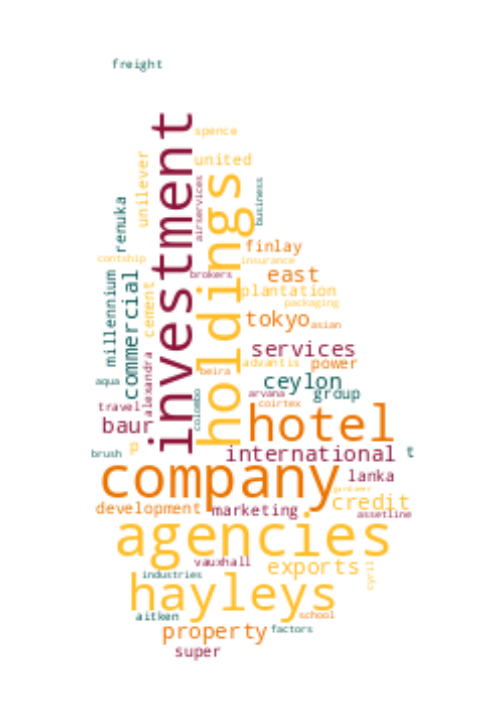 freight
investment
spence
united
unilever
holdings
airservices
business
renuka
finlay
contship
insurance
brokers
east
millennium
commercial
cement
plantation
packaging
tokyo
asian
services
alexandra
advantis
power
beira
aqua
ceylon
colombo
arvana
group
travel
coirtex
baur
hotel
p
brush
international
t
company
lanka
credit
development
marketing
assetline
agencies
vauxhall
exports
industries
cyril
hayleys
aitken
school
property
factors
super